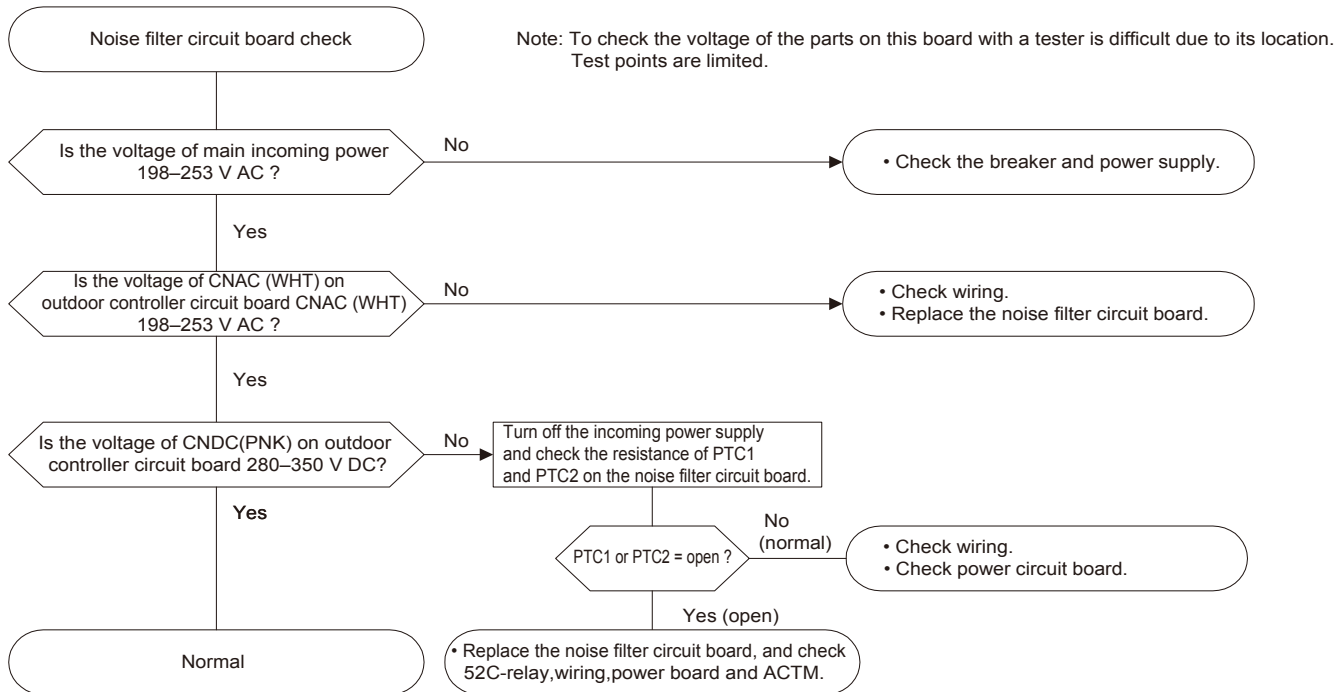 Noise filter circuit board check
Note: To check the voltage of the parts on this board with a tester is difficult due to its location.
Test points are limited.
Is the voltage of main incoming power
198–253 V AC ?
No
• Check the breaker and power supply.
Yes
Is the voltage of CNAC (WHT) on
outdoor controller circuit board CNAC (WHT)
198–253 V AC ?
No
• Check wiring.
• Replace the noise filter circuit board.
Yes
Is the voltage of CNDC(PNK) on outdoor
controller circuit board 280–350 V DC?
No
Turn off the incoming power supply
and check the resistance of PTC1
and PTC2 on the noise filter circuit board.
Yes
PTC1 or PTC2 = open ?
No
(normal)
• Check wiring.
• Check power circuit board.
Yes (open)
Normal
• Replace the noise filter circuit board, and check
52C-relay,wiring,power board and ACTM.